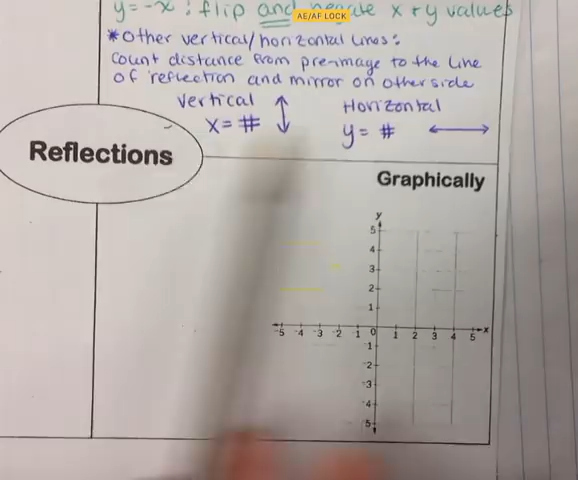 y=-x : flip and negate x + y values
AE/AF LOCK
*Other vertical/horizontal lines:
Count distance from pre-image to the line
of reflection and mirror on other side
Vertical Horizontal
x= # y= #
Reflections
Graphically
y
5
4
3
2
1
-5 -4 -3 -2 -1 0 1 2 3 4 5 x
-1
-2
-3
-4
-5